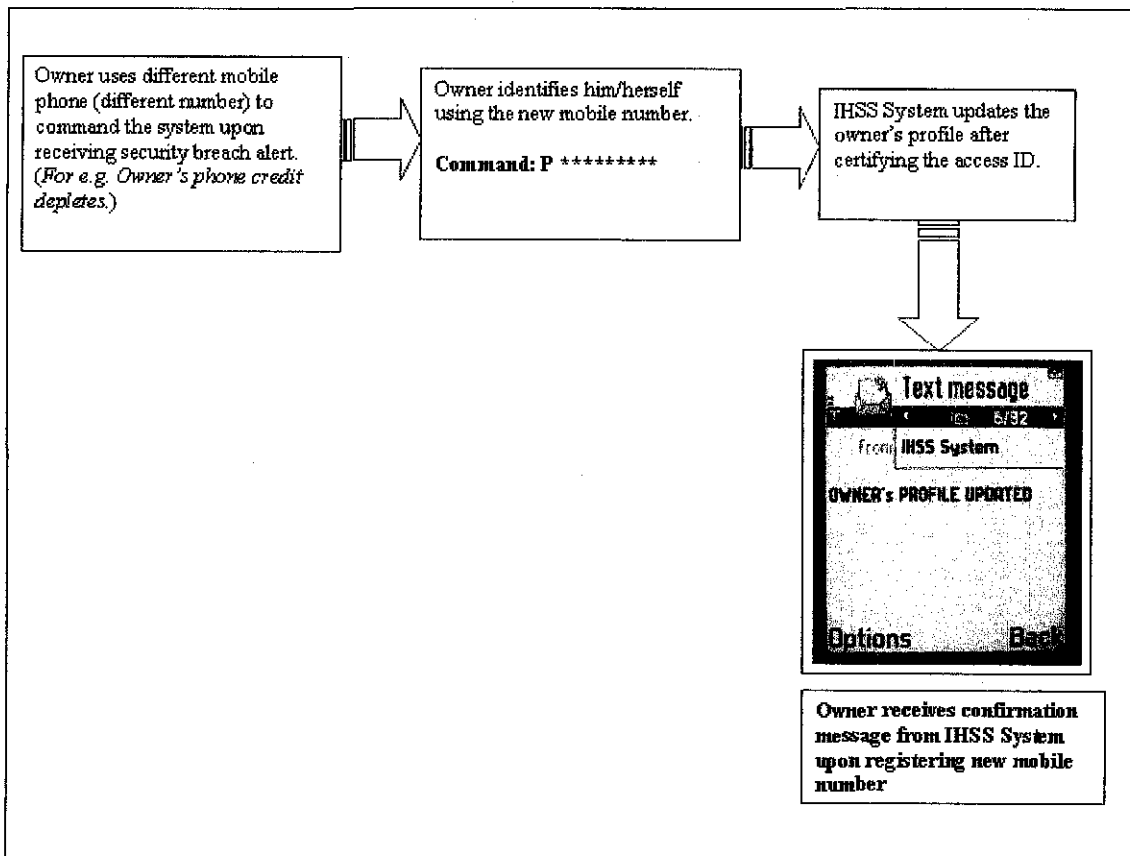 Owner uses different mobile
phone (different number) to
command the system upon
receiving security breach alert.
(For e.g. Owner's phone credit
depletes.)
Owner identifies him/herself
using the new mobile number.
Command: P *********
IHSS System updates the
owner's profile after
certifying the access ID.
Text message
6/92
From IHSS System
OWNER's PROFILE UPDATED
Options Back
Owner receives confirmation
message from IHSS System
upon registering new mobile
number